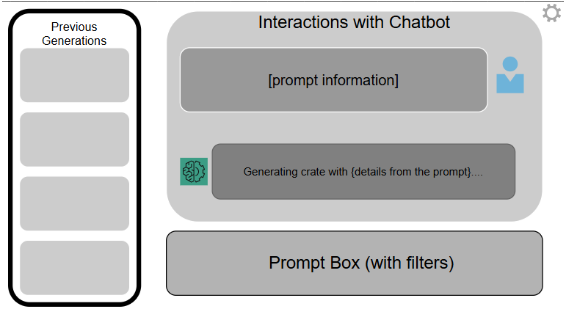 Previous
Generations
Interactions with Chatbot
[prompt information]
Generating crate with {details from the prompt}....
Prompt Box (with filters)